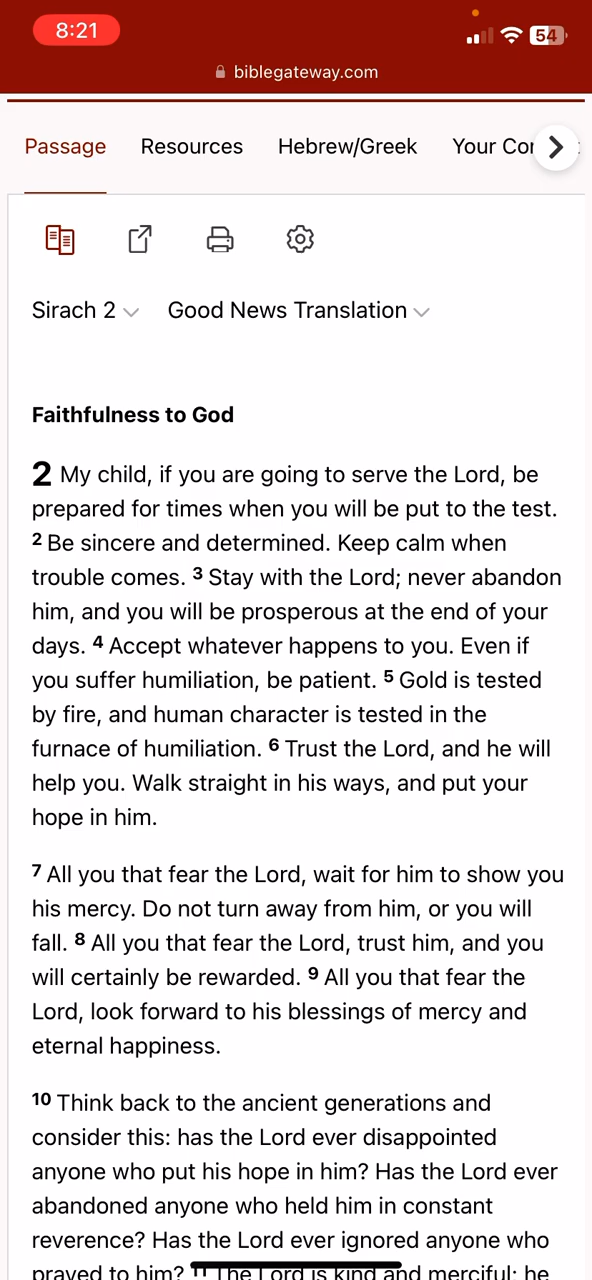 8:21
54
biblegateway.com
Passage
Resources
Hebrew/Greek
Your Co
Sirach 2
Good News Translation
Faithfulness to God
2 My child, if you are going to serve the Lord, be
prepared for times when you will be put to the test.
2 Be sincere and determined. Keep calm when
trouble comes. 3 Stay with the Lord; never abandon
him, and you will be prosperous at the end of your
days. 4 Accept whatever happens to you. Even if
you suffer humiliation, be patient. 5 Gold is tested
by fire, and human character is tested in the
furnace of humiliation. 6 Trust the Lord, and he will
help you. Walk straight in his ways, and put your
hope in him.
7 All you that fear the Lord, wait for him to show you
his mercy. Do not turn away from him, or you will
fall. 8 All you that fear the Lord, trust him, and you
will certainly be rewarded. 9 All you that fear the
Lord, look forward to his blessings of mercy and
eternal happiness.
10 Think back to the ancient generations and
consider this: has the Lord ever disappointed
anyone who put his hope in him? Has the Lord ever
abandoned anyone who held him in constant
reverence? Has the Lord ever ignored anyone who
prayed to him? 11 The Lord is kind and merciful; he